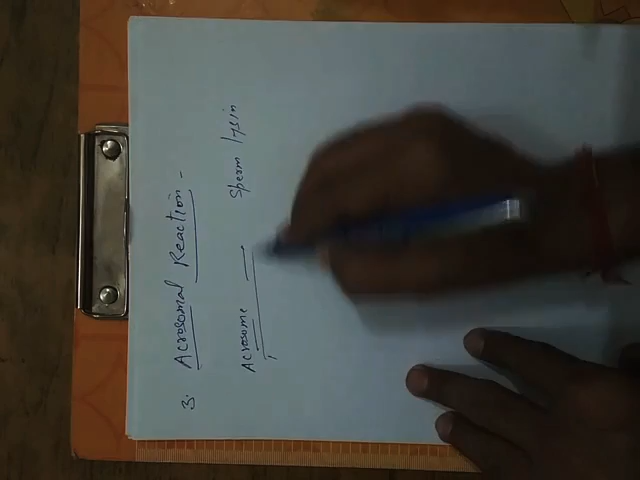 3. Acrosomal Reaction -
Acrosome — Sperm lysin